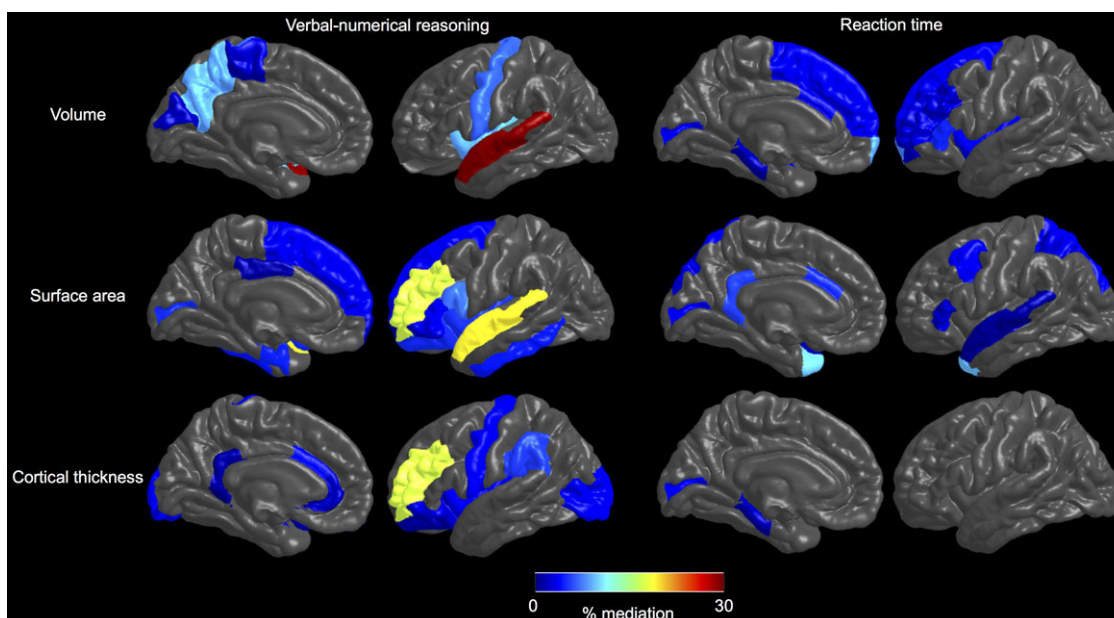 Verbal-numerical reasoning
Reaction time
Volume
Surface area
Cortical thickness
0
30
% mediation